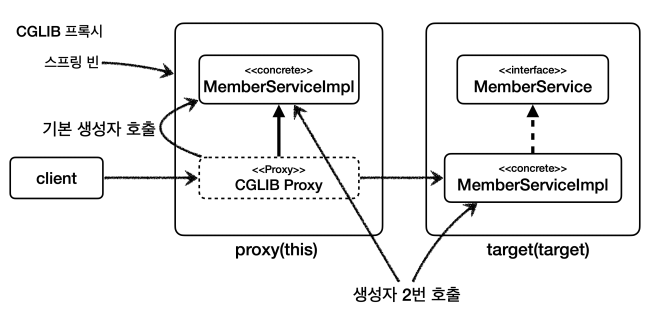 CGLIB 프록시
스프링 빈
<<concrete>>
MemberServiceImpl
기본 생성자 호출
client
<<Proxy>>
CGLIB Proxy
proxy(this)
<<interface>>
MemberService
<<concrete>>
MemberServiceImpl
target(target)
생성자 2번 호출